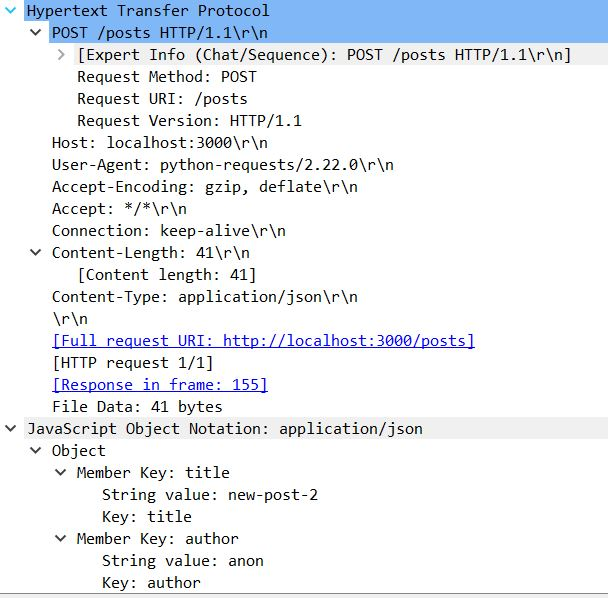 Hypertext Transfer Protocol
POST /posts HTTP/1.1\r\n
[Expert Info (Chat/Sequence): POST /posts HTTP/1.1\r\n]
Request Method: POST
Request URI: /posts
Request Version: HTTP/1.1
Host: localhost:3000\r\n
User-Agent: python-requests/2.22.0\r\n
Accept-Encoding: gzip, deflate\r\n
Accept: */*\r\n
Connection: keep-alive\r\n
Content-Length: 41\r\n
[Content length: 41]
Content-Type: application/json\r\n
\r\n
[Full request URI: http://localhost:3000/posts]
[HTTP request 1/1]
[Response in frame: 155]
File Data: 41 bytes
JavaScript Object Notation: application/json
Object
Member Key: title
String value: new-post-2
Key: title
Member Key: author
String value: anon
Key: author